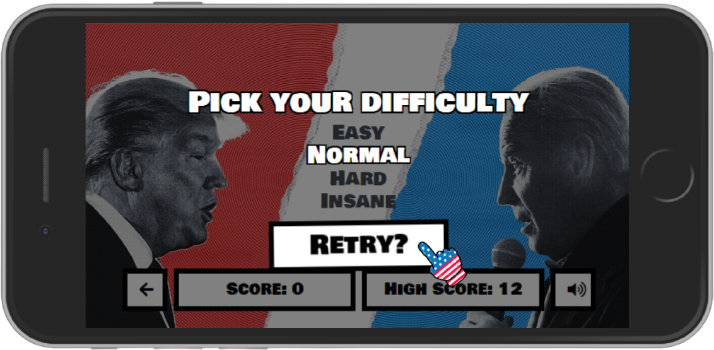 Pick your difficulty
Easy
Normal
Hard
Insane
Retry?
Score: 0
High Score: 12